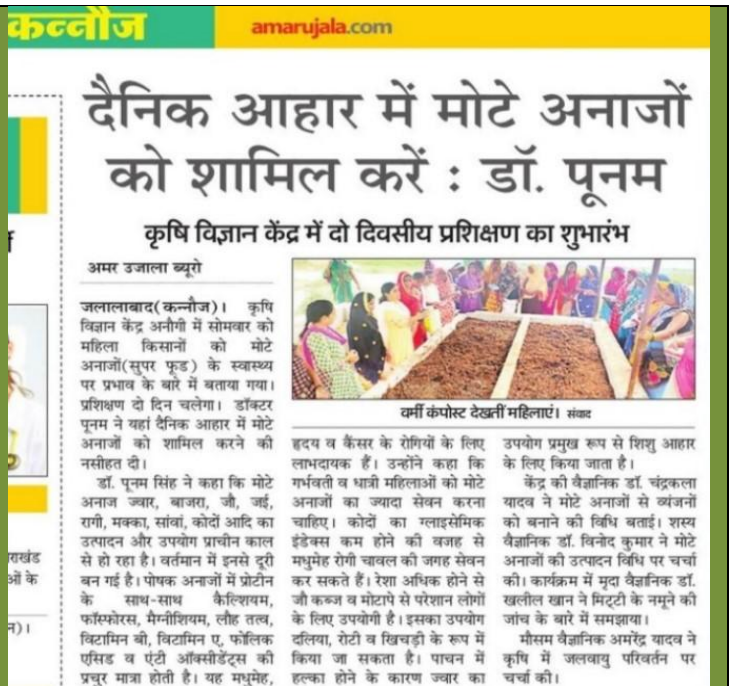 कन्नौज
amarujala.com
दैनिक आहार में मोटे अनाजों
को शामिल करें : डॉ. पूनम
कृषि विज्ञान केंद्र में दो दिवसीय प्रशिक्षण का शुभारंभ
अमर उजाला ब्यूरो
जलालाबाद(कन्नौज)। कृषि
विज्ञान केंद्र अनौगी में सोमवार को
महिला किसानों को मोटे
अनाजों(सुपर फूड) के स्वास्थ्य
पर प्रभाव के बारे में बताया गया।
प्रशिक्षण दो दिन चलेगा। डॉक्टर
पूनम ने यहां दैनिक आहार में मोटे
अनाजों को शामिल करने की
नसीहत दी।
डॉ. पूनम सिंह ने कहा कि मोटे
अनाज ज्वार, बाजरा, जौ, जई,
रागी, मक्का, सांवां, कोदों आदि का
उत्पादन और उपयोग प्राचीन काल
से हो रहा है। वर्तमान में इनसे दूरी
बन गई है। पोषक अनाजों में प्रोटीन
के साथ-साथ कैल्शियम,
फॉस्फोरस, मैग्नीशियम, लौह तत्व,
विटामिन बी, विटामिन ए, फोलिक
एसिड व एंटी ऑक्सीडेंट्स की
प्रचुर मात्रा होती है। यह मधुमेह,
वर्मी कंपोस्ट देखतीं महिलाएं। संवाद
हृदय व कैंसर के रोगियों के लिए
लाभदायक हैं। उन्होंने कहा कि
गर्भवती व धात्री महिलाओं को मोटे
अनाजों का ज्यादा सेवन करना
चाहिए। कोदों का ग्लाइसेमिक
इंडेक्स कम होने की वजह से
मधुमेह रोगी चावल की जगह सेवन
कर सकते हैं। रेशा अधिक होने से
जौ कब्ज व मोटापे से परेशान लोगों
के लिए उपयोगी है। इसका उपयोग
दलिया, रोटी व खिचड़ी के रूप में
किया जा सकता है। पाचन में
हल्का होने के कारण ज्वार का
उपयोग प्रमुख रूप से शिशु आहार
के लिए किया जाता है।
केंद्र की वैज्ञानिक डॉ. चंद्रकला
यादव ने मोटे अनाजों से व्यंजनों
को बनाने की विधि बताई। शस्य
वैज्ञानिक डॉ. विनोद कुमार ने मोटे
अनाजों की उत्पादन विधि पर चर्चा
की। कार्यक्रम में मृदा वैज्ञानिक डॉ.
खलील खान ने मिट्टी के नमूने की
जांच के बारे में समझाया।
मौसम वैज्ञानिक अमरेंद्र यादव ने
कृषि में जलवायु परिवर्तन पर
चर्चा की।